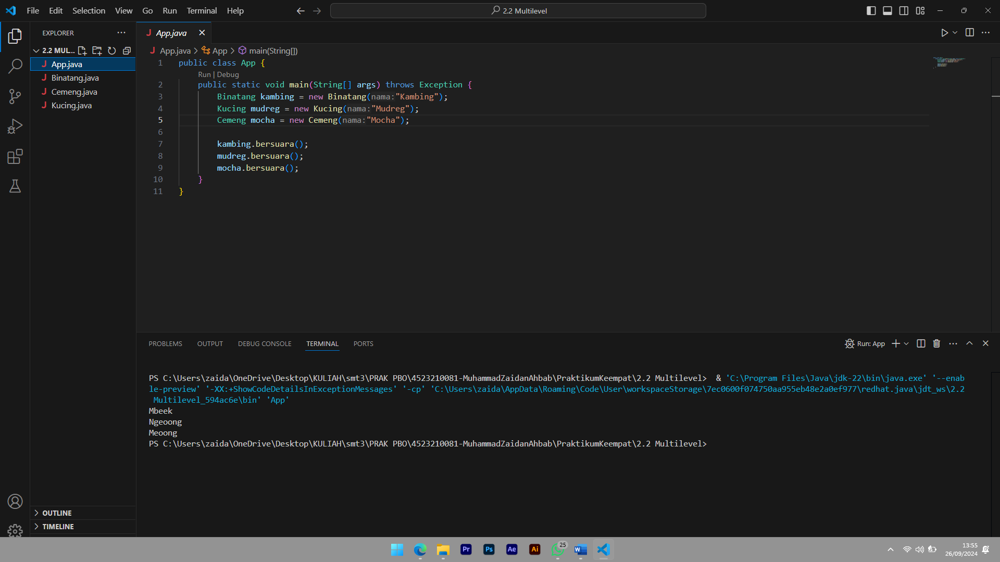 File Edit Selection View Go Run Terminal Help
2.2 Multilevel
EXPLORER
2.2 MUL...
App.java
Binatang.java
Cemeng.java
Kucing.java
OUTLINE
TIMELINE
App.java
App.java > App > main(String[])
1 public class App {
Run | Debug
2 public static void main(String[] args) throws Exception {
3 Binatang kambing = new Binatang(nama:"Kambing");
4 Kucing mudreg = new Kucing(nama:"Mudreg");
5 Cemeng mocha = new Cemeng(nama:"Mocha");
6
7 kambing.bersuara();
8 mudreg.bersuara();
9 mocha.bersuara();
10 }
11 }
PROBLEMS OUTPUT DEBUG CONSOLE TERMINAL PORTS
Run: App
PS C:\Users\zaida\OneDrive\Desktop\KULIAH\smt3\PRAK PBO\4523210081-MuhammadZaidanAhbab\PraktikumKeempat\2.2 Multilevel>  & 'C:\Program Files\Java\jdk-22\bin\java.exe' '--enab
le-preview' '-XX:+ShowCodeDetailsInExceptionMessages' '-cp' 'C:\Users\zaida\AppData\Roaming\Code\User\workspaceStorage\7ec0600f074750aa955eb48e2a0ef977\redhat.java\jdt_ws\2.2
 Multilevel_594ac6e\bin' 'App'
Mbeek
Ngeoong
Meoong
PS C:\Users\zaida\OneDrive\Desktop\KULIAH\smt3\PRAK PBO\4523210081-MuhammadZaidanAhbab\PraktikumKeempat\2.2 Multilevel>
Pr Ps Ae Ai 25 W
13:55
26/09/2024